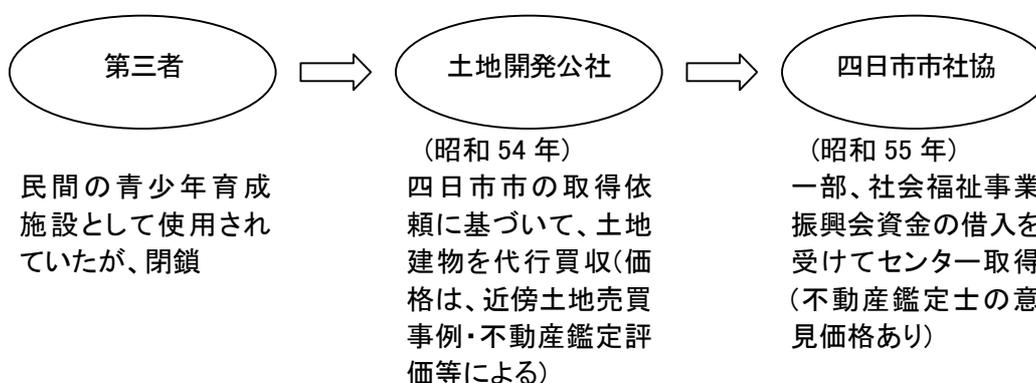 第三者
土地開発公社
四日市市社協
民間の青少年育成
施設として使用され
ていたが、閉鎖
(昭和 54 年)
四日市市の取得依
頼に基づいて、土地
建物を代行買収(価
格は、近傍土地売買
事例・不動産鑑定評
価等による)
(昭和 55 年)
一部、社会福祉事業
振興会資金の借入を
受けてセンター取得
(不動産鑑定士の意
見価格あり)